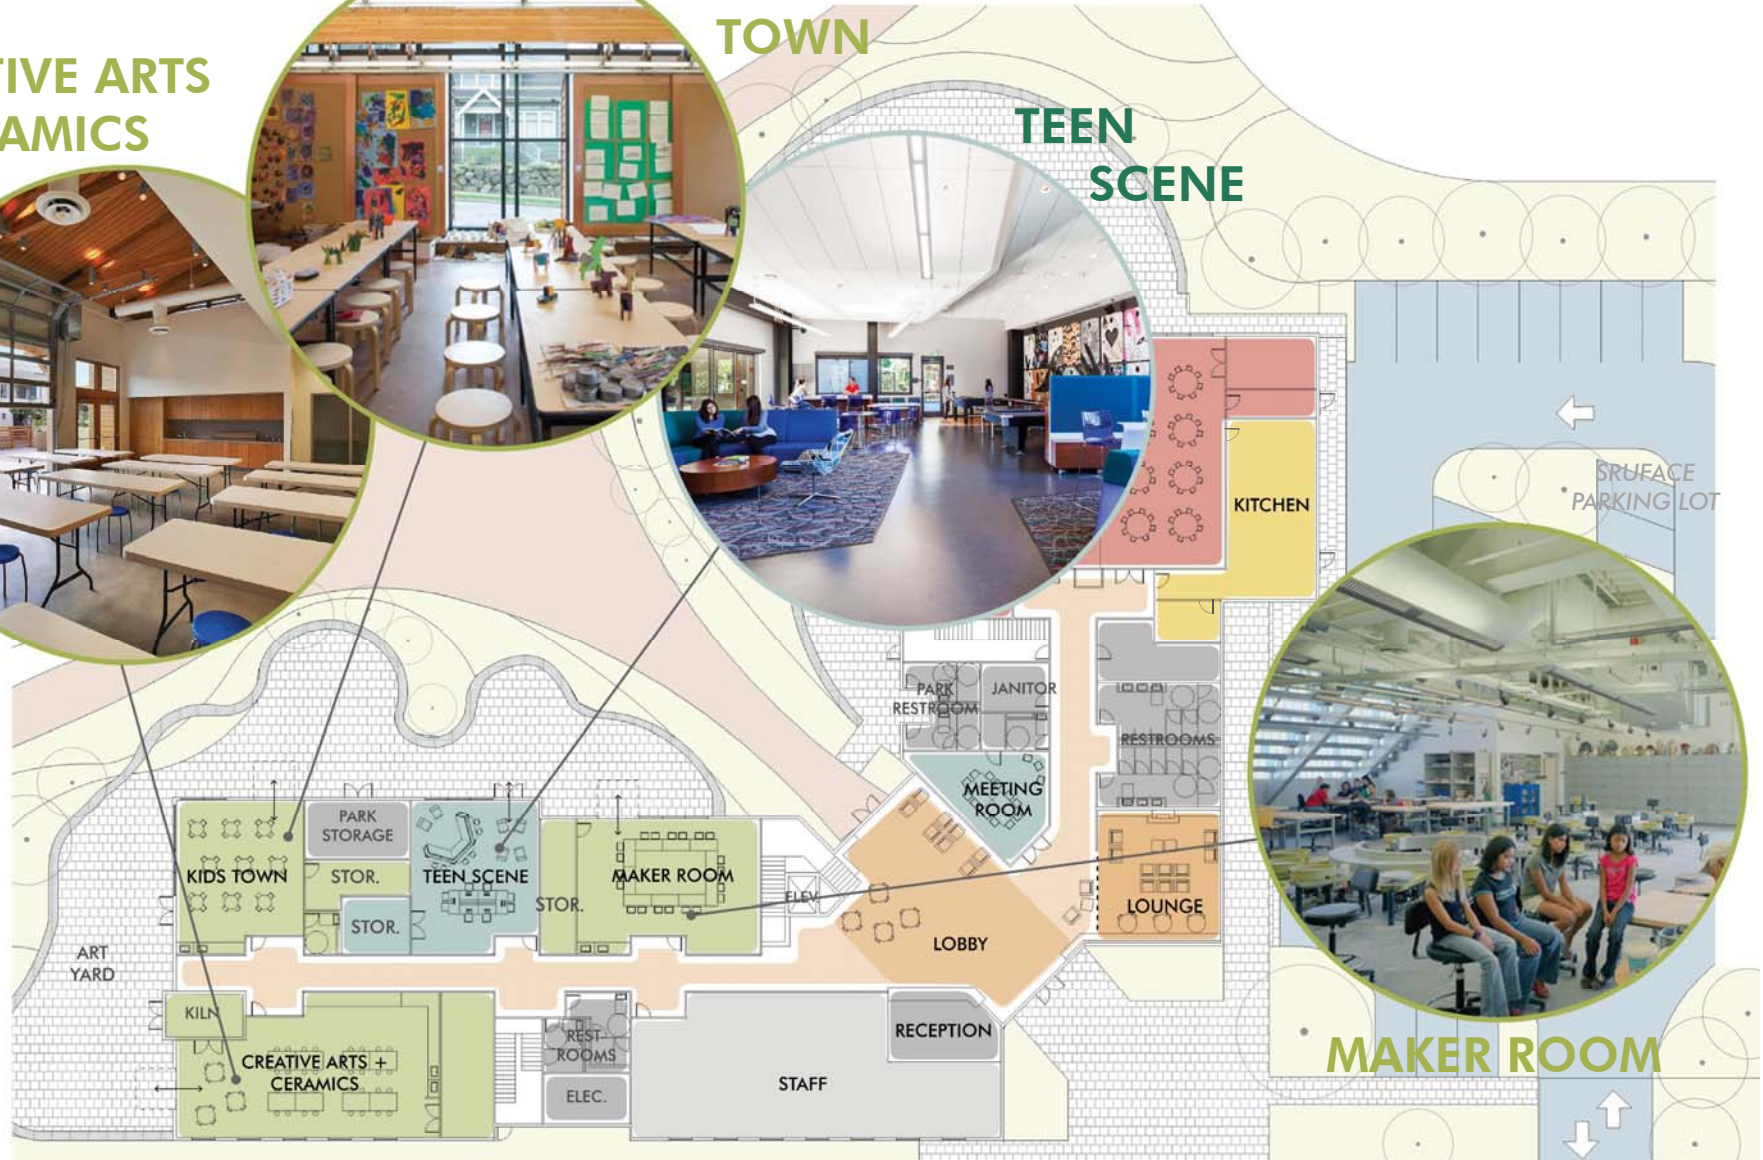 TIVE ARTS
AMICS
TOWN
TEEN
SCENE
KITCHEN
SRUFACE
PARKING LOT
PARK
RESTROOM
JANITOR
RESTROOMS
MEETING
ROOM
PARK
STORAGE
KIDS TOWN
STOR.
TEEN SCENE
STOR.
MAKER ROOM
ELEV.
STOR.
LOUNGE
LOBBY
ART
YARD
KILN
CREATIVE ARTS +
CERAMICS
REST
ROOMS
ELEC.
RECEPTION
STAFF
MAKER ROOM